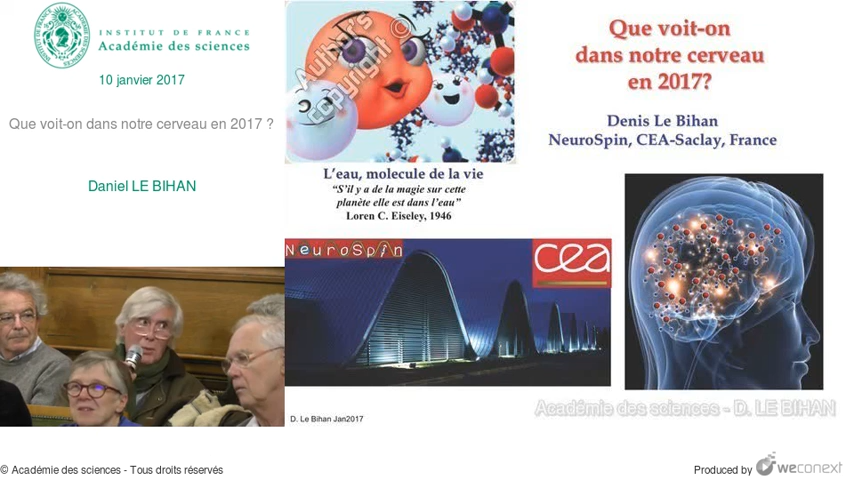 INSTITUT DE FRANCE
Académie des sciences
10 janvier 2017
Que voit-on dans notre cerveau en 2017 ?
Daniel LE BIHAN
Author's
copyright ©
L'eau, molecule de la vie
“S'il y a de la magie sur cette
planète elle est dans l'eau”
Loren C. Eiseley, 1946
Que voit-on
dans notre cerveau
en 2017?
Denis Le Bihan
NeuroSpin, CEA-Saclay, France
NeuroSpin
cea
D. Le Bihan Jan2017
Académie des sciences - D. LE BIHAN
© Académie des sciences - Tous droits réservés
Produced by weconext